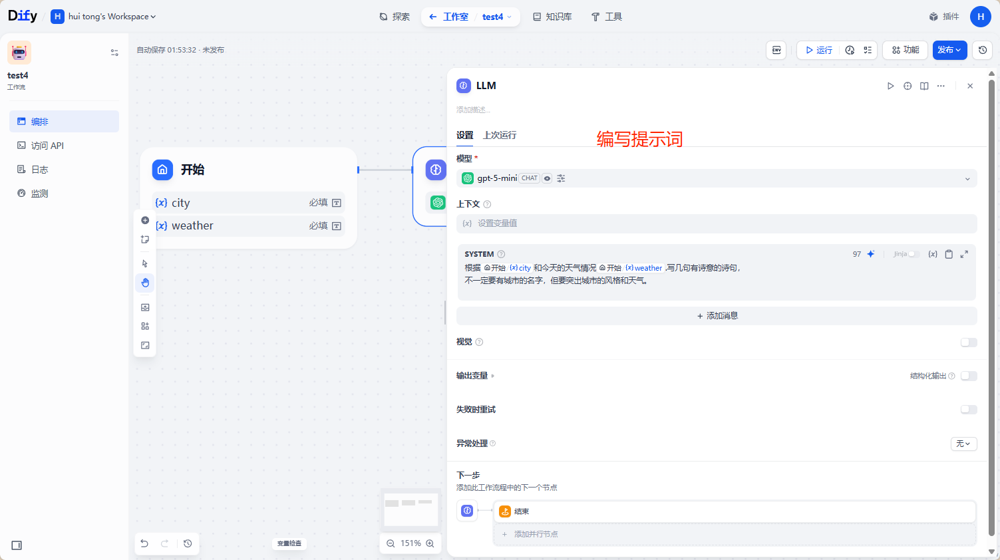 Dify
/
H
hui tong's Workspace
探索
工作室
/
test4
知识库
工具
插件
H
test4
工作流
编排
访问 API
日志
监测
自动保存 01:53:32 · 未发布
ENV
运行
功能
发布
开始
{x} city
必填
{x} weather
必填
LLM
添加描述...
设置
上次运行
编写提示词
模型 *
gpt-5-mini CHAT
上下文
{x} 设置变量值
SYSTEM
97
Jinja
{x}
根据 开始 {x} city 和今天的天气情况 开始 {x} weather ,写几句有诗意的诗句，
不一定要有城市的名字，但要突出城市的风格和天气。
+ 添加消息
视觉
输出变量
结构化输出
失败时重试
异常处理
无
下一步
添加此工作流程中的下一个节点
结束
+ 添加并行节点
变量检查
151%